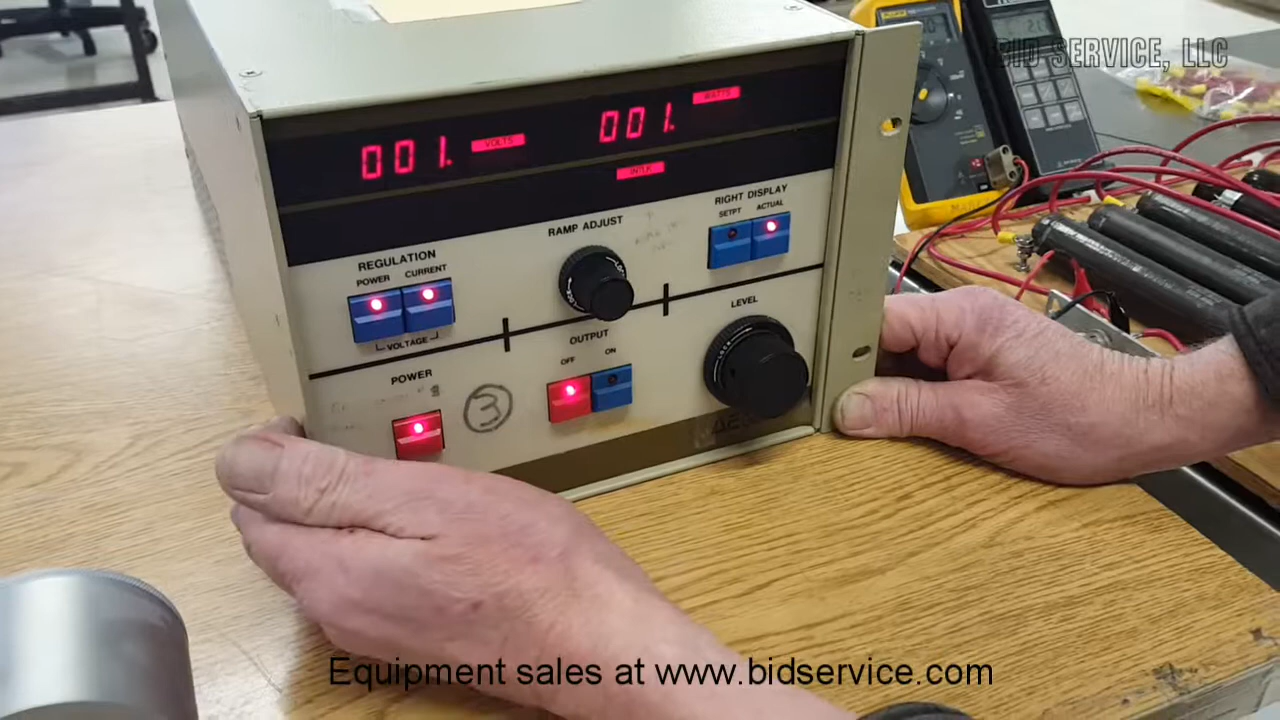 BID SERVICE, LLC
001. VOLTS
001. WATTS
INTLK
RIGHT DISPLAY
SETPT ACTUAL
RAMP ADJUST
REGULATION
POWER CURRENT
VOLTAGE
LEVEL
OUTPUT
OFF ON
POWER
3
Equipment sales at www.bidservice.com